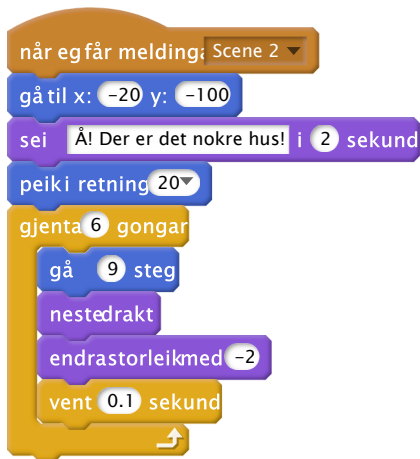 når eg får meldinga Scene 2
gå til x: -20 y: -100
sei Å! Der er det nokre hus! i 2 sekund
peik i retning 20
gjenta 6 gongar
gå 9 steg
neste drakt
endra storleik med -2
vent 0.1 sekund